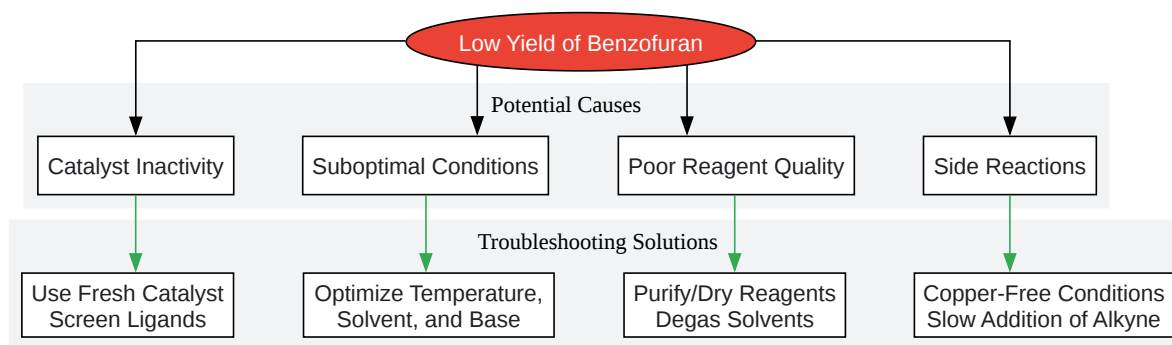 Low Yield of Benzofuran
Potential Causes
Catalyst Inactivity
Suboptimal Conditions
Poor Reagent Quality
Side Reactions
Troubleshooting Solutions
Use Fresh Catalyst
Screen Ligands
Optimize Temperature,
Solvent, and Base
Purify/Dry Reagents
Degas Solvents
Copper-Free Conditions
Slow Addition of Alkyne